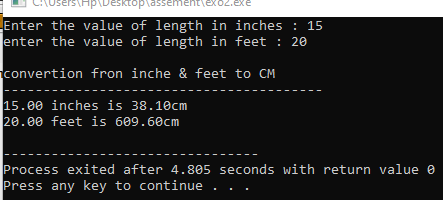 C:\Users\Hp\Desktop\assement\exo2.exe
Enter the value of length in inches : 15
enter the value of length in feet : 20
convertion fron inche & feet to CM
----------------------------------------
15.00 inches is 38.10cm
20.00 feet is 609.60cm
--------------------------------
Process exited after 4.805 seconds with return value 0
Press any key to continue . . .